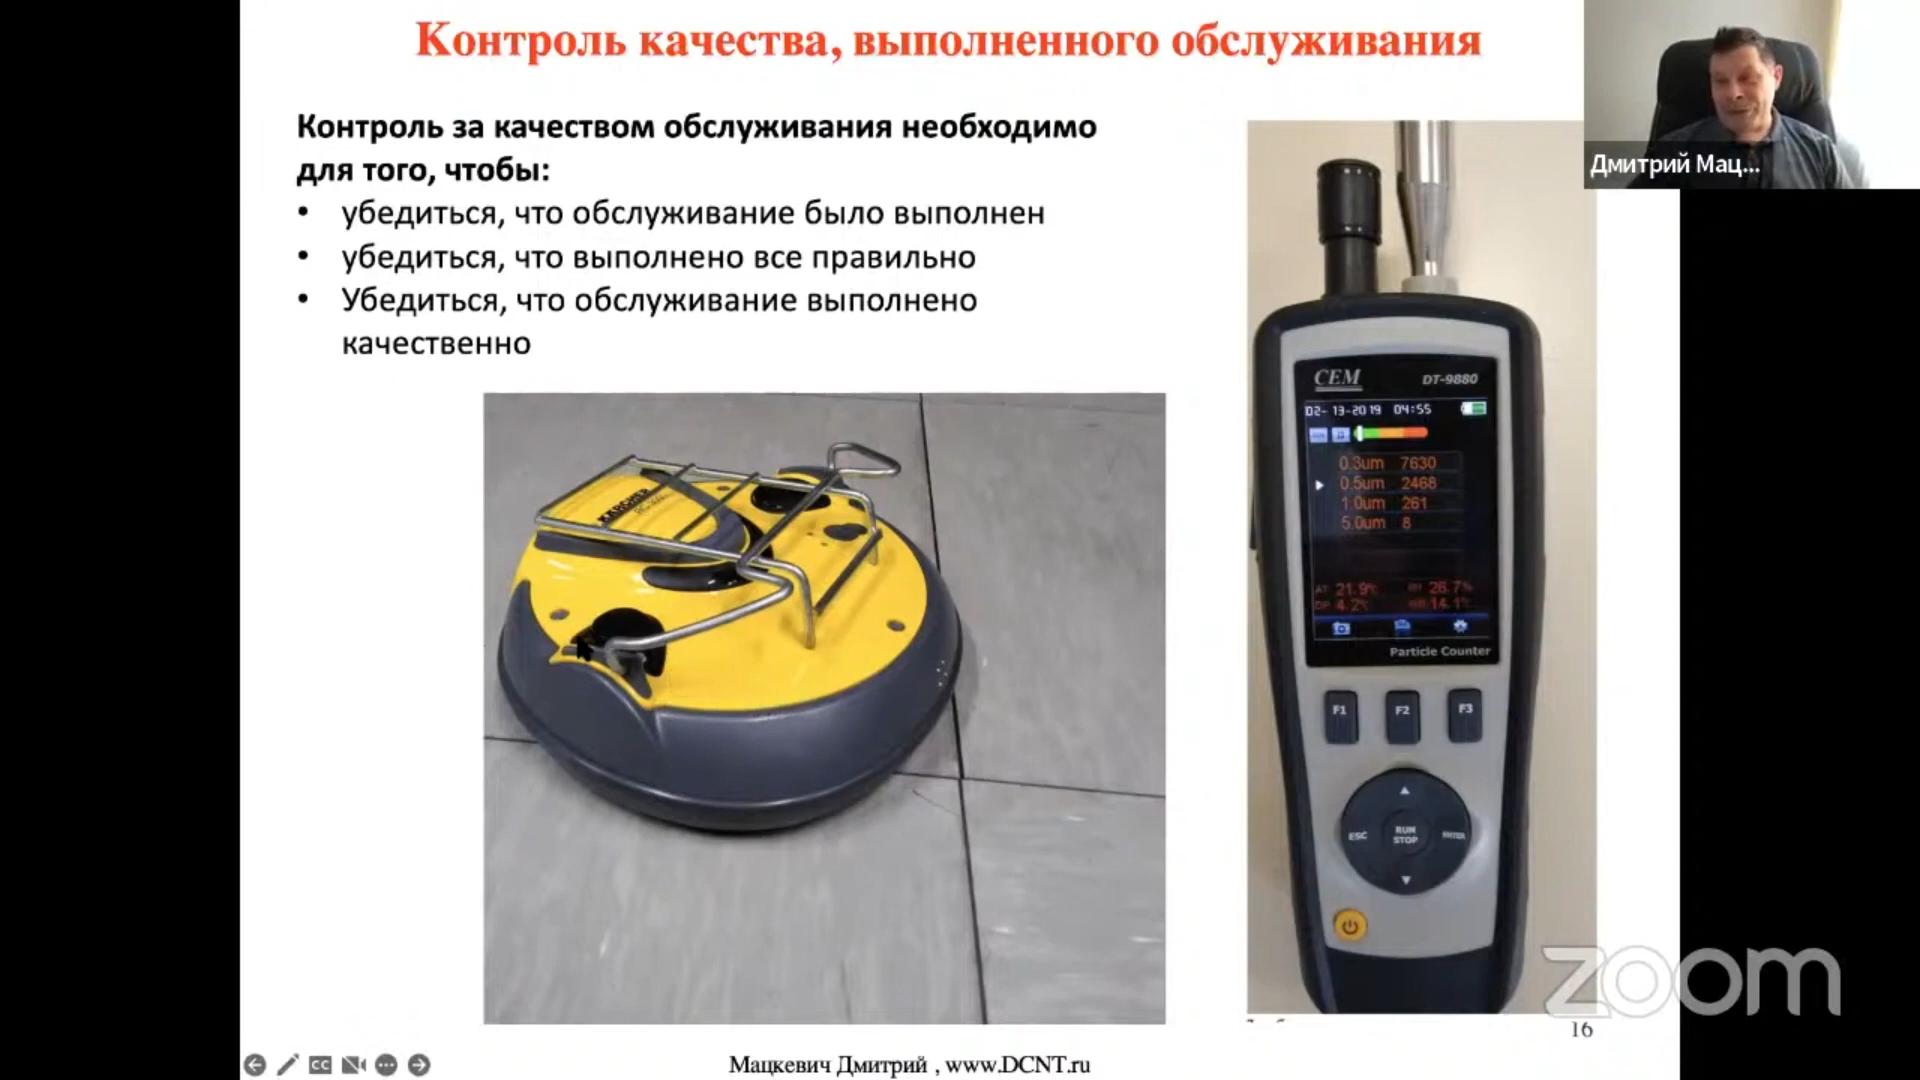 Контроль качества, выполненного обслуживания
Дмитрий Мац...
Контроль за качеством обслуживания необходимо
для того, чтобы:
• убедиться, что обслуживание было выполнен
• убедиться, что выполнено все правильно
• Убедиться, что обслуживание выполнено
качественно
KARCHER
CEM DT-9880
02-13-2019 04:55
0.3um 7630
0.5um 2468
1.0um 261
5.0um 8
AT 21.9℃ RH 26.7%
DP 4.2℃ WB 14.1℃
Particle Counter
F1 F2 F3
ESC RUN STOP ENTER
zoom
16
CC
Мацкевич Дмитрий , www.DCNT.ru